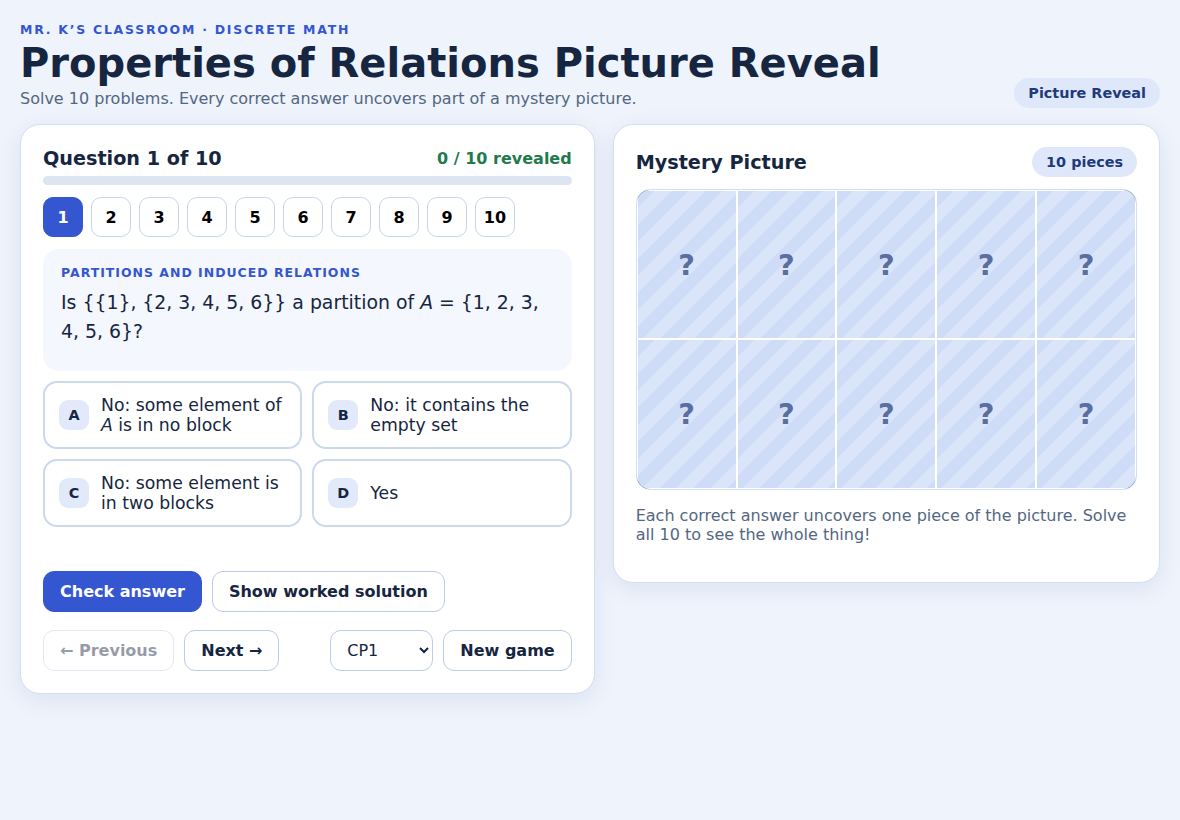 MR. K’S CLASSROOM · DISCRETE MATH
Properties of Relations Picture Reveal
Solve 10 problems. Every correct answer uncovers part of a mystery picture.
Picture Reveal
Question 1 of 10
0 / 10 revealed
1 2 3 4 5 6 7 8 9 10
PARTITIONS AND INDUCED RELATIONS
Is {{1}, {2, 3, 4, 5, 6}} a partition of A = {1, 2, 3,
4, 5, 6}?
A No: some element of
A is in no block
B No: it contains the
empty set
C No: some element is
in two blocks
D Yes
Check answer
Show worked solution
← Previous
Next →
CP1
New game
Mystery Picture
10 pieces
? ? ? ? ?
? ? ? ? ?
Each correct answer uncovers one piece of the picture. Solve
all 10 to see the whole thing!